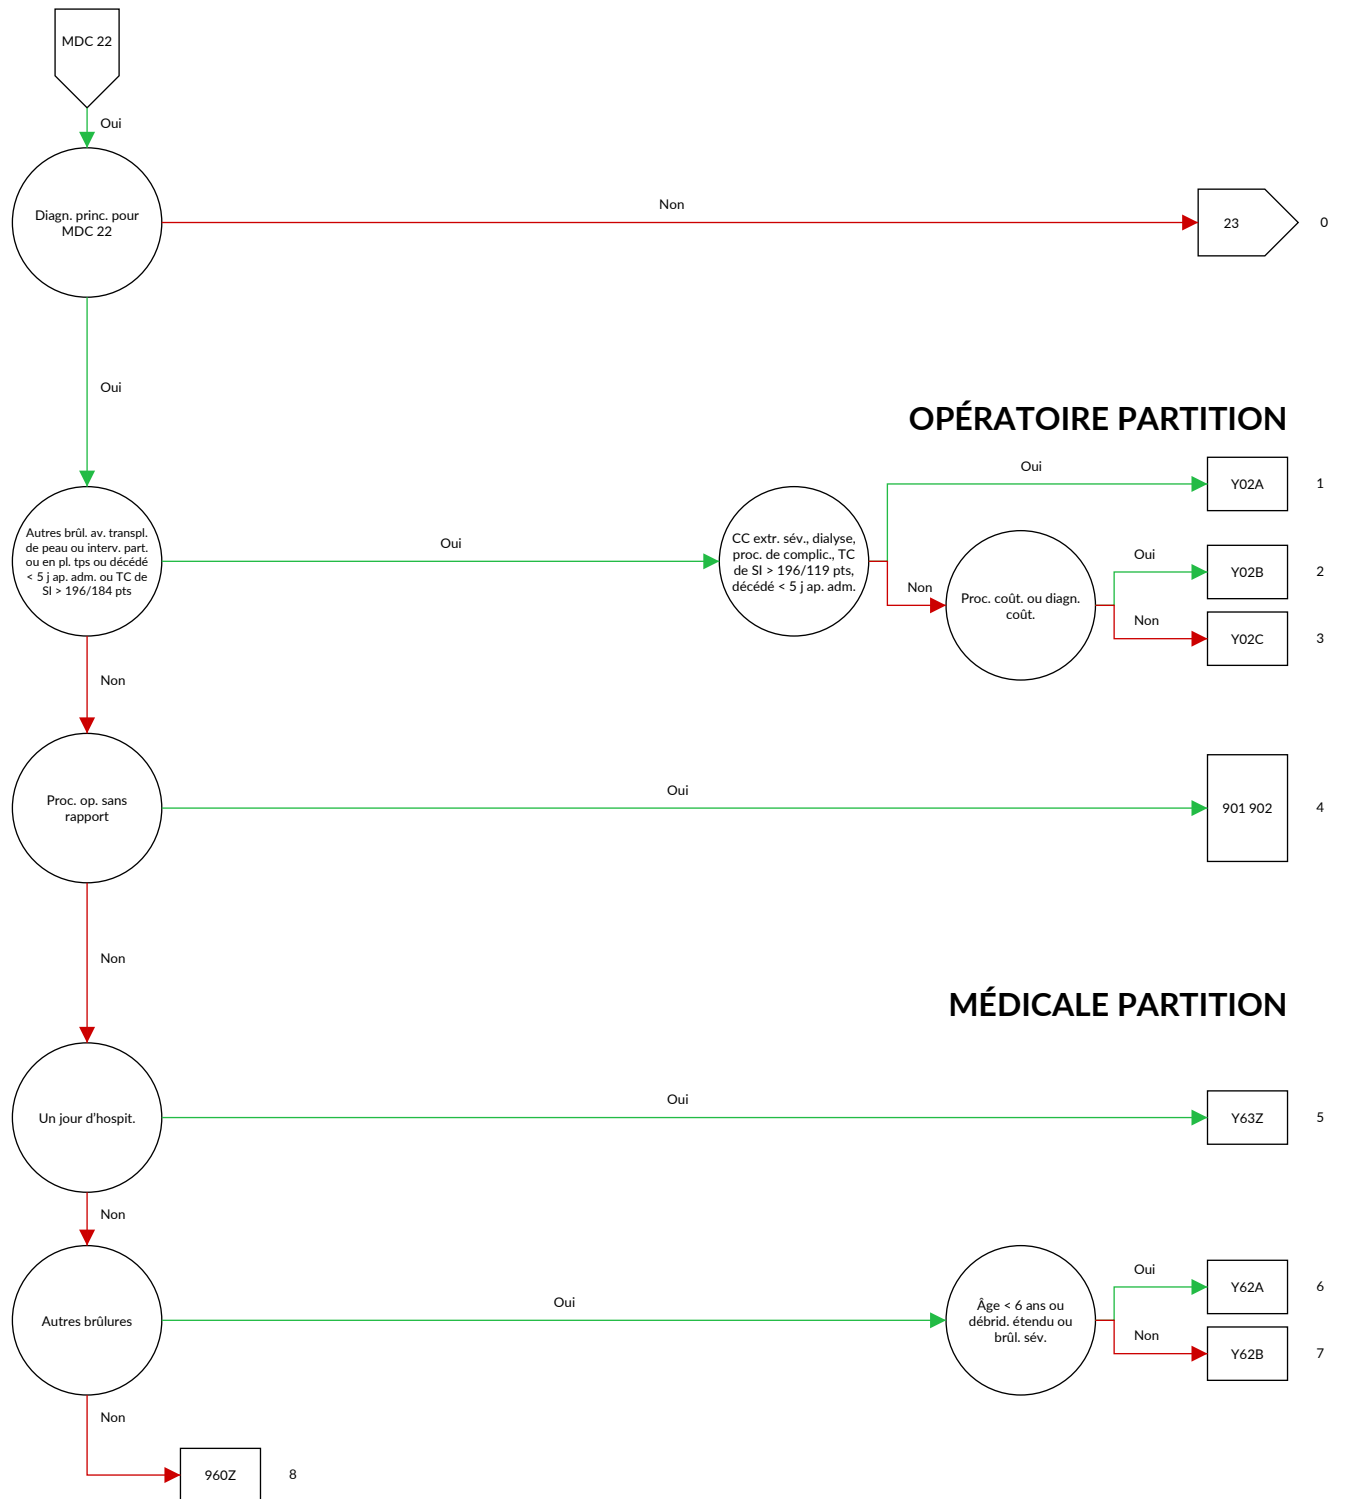 MDC 22
Oui
Diagn. princ. pour
MDC 22
Non
23
0
Oui
OPÉRATOIRE PARTITION
Autres brûl. av. transpl.
de peau ou interv. part.
ou en pl. tps ou décédé
< 5 j ap. adm. ou TC de
SI > 196/184 pts
Oui
CC extr. sév., dialyse,
proc. de complic., TC
de SI > 196/119 pts,
décédé < 5 j ap. adm.
Oui
Y02A
1
Non
Proc. coût. ou diagn.
coût.
Oui
Y02B
2
Non
Y02C
3
Non
Proc. op. sans
rapport
Oui
901 902
4
Non
MÉDICALE PARTITION
Un jour d'hospit.
Oui
Y63Z
5
Non
Autres brûlures
Oui
Âge < 6 ans ou
débrid. étendu ou
brûl. sév.
Oui
Y62A
6
Non
Y62B
7
Non
960Z
8